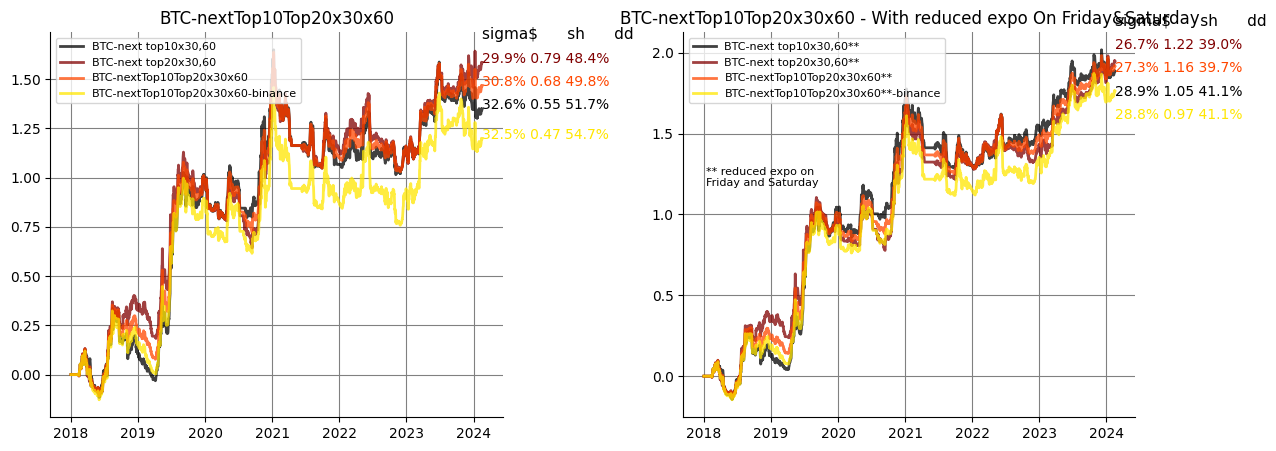 BTC-nextTop10Top20x30x60
sigma$ sh dd
BTC-next top10x30,60
BTC-next top20x30,60
BTC-nextTop10Top20x30x60
BTC-nextTop10Top20x30x60-binance
29.9% 0.79 48.4%
30.8% 0.68 49.8%
32.6% 0.55 51.7%
32.5% 0.47 54.7%
1.50
1.25
1.00
0.75
0.50
0.25
0.00
2018 2019 2020 2021 2022 2023 2024
BTC-nextTop10Top20x30x60 - With reduced expo On Friday&Saturday
sigma$ sh dd
BTC-next top10x30,60**
BTC-next top20x30,60**
BTC-nextTop10Top20x30x60**
BTC-nextTop10Top20x30x60**-binance
26.7% 1.22 39.0%
27.3% 1.16 39.7%
28.9% 1.05 41.1%
28.8% 0.97 41.1%
** reduced expo on
Friday and Saturday
2.0
1.5
1.0
0.5
0.0
2018 2019 2020 2021 2022 2023 2024